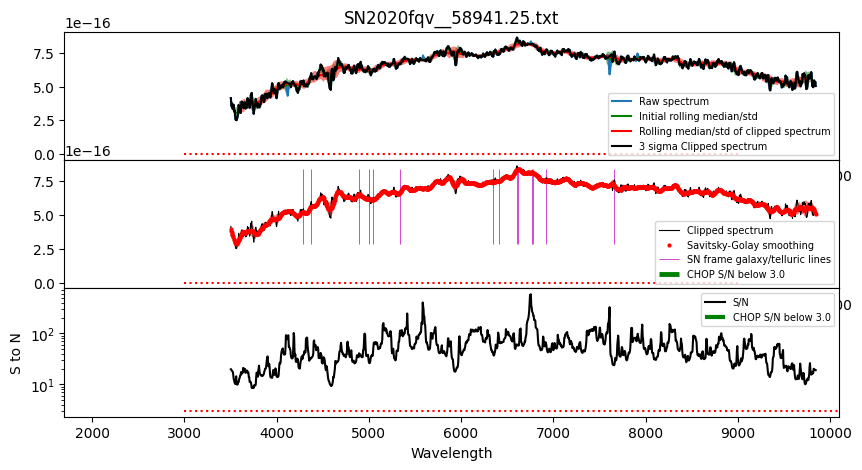 SN2020fqv__58941.25.txt
1e−16
7.5
5.0
2.5
0.0
Raw spectrum
Initial rolling median/std
Rolling median/std of clipped spectrum
3 sigma Clipped spectrum
1e−16
7.5
5.0
2.5
0.0
Clipped spectrum
Savitsky-Golay smoothing
SN frame galaxy/telluric lines
CHOP S/N below 3.0
S to N
10²
10¹
S/N
CHOP S/N below 3.0
2000 3000 4000 5000 6000 7000 8000 9000 10000
Wavelength